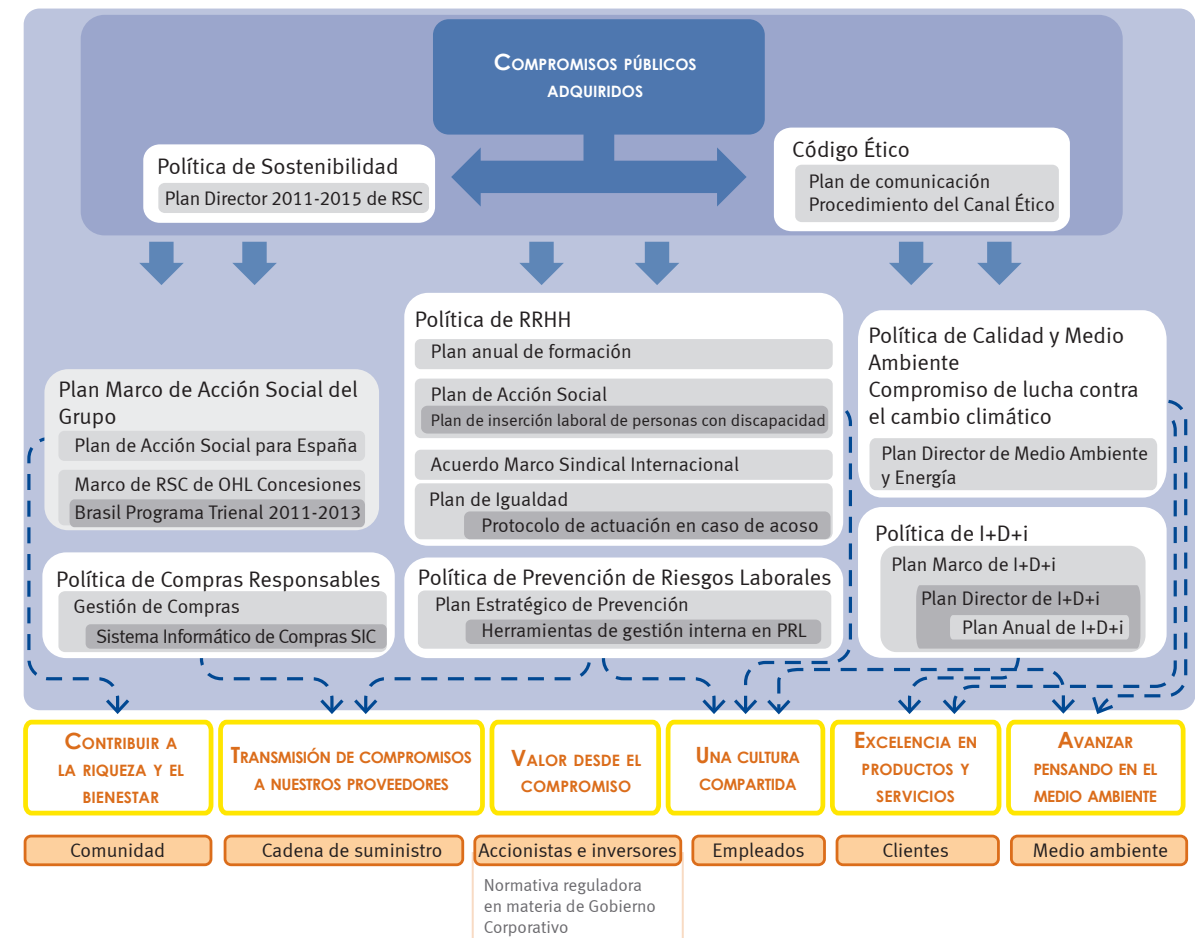 COMPROMISOS PÚBLICOS
ADQUIRIDOS
Política de Sostenibilidad
Plan Director 2011-2015 de RSC
Código Ético
Plan de comunicación
Procedimiento del Canal Ético
Plan Marco de Acción Social del
Grupo
Plan de Acción Social para España
Marco de RSC de OHL Concesiones
Brasil Programa Trienal 2011-2013
Política de RRHH
Plan anual de formación
Plan de Acción Social
Plan de inserción laboral de personas con discapacidad
Acuerdo Marco Sindical Internacional
Plan de Igualdad
Protocolo de actuación en caso de acoso
Política de Calidad y Medio
Ambiente
Compromiso de lucha contra
el cambio climático
Plan Director de Medio Ambiente
y Energía
Política de Compras Responsables
Gestión de Compras
Sistema Informático de Compras SIC
Política de Prevención de Riesgos Laborales
Plan Estratégico de Prevención
Herramientas de gestión interna en PRL
Política de I+D+i
Plan Marco de I+D+i
Plan Director de I+D+i
Plan Anual de I+D+i
CONTRIBUIR A
LA RIQUEZA Y EL
BIENESTAR
TRANSMISIÓN DE COMPROMISOS
A NUESTROS PROVEEDORES
VALOR DESDE EL
COMPROMISO
UNA CULTURA
COMPARTIDA
EXCELENCIA EN
PRODUCTOS Y
SERVICIOS
AVANZAR
PENSANDO EN EL
MEDIO AMBIENTE
Comunidad
Cadena de suministro
Accionistas e inversores
Empleados
Clientes
Medio ambiente
Normativa reguladora
en materia de Gobierno
Corporativo